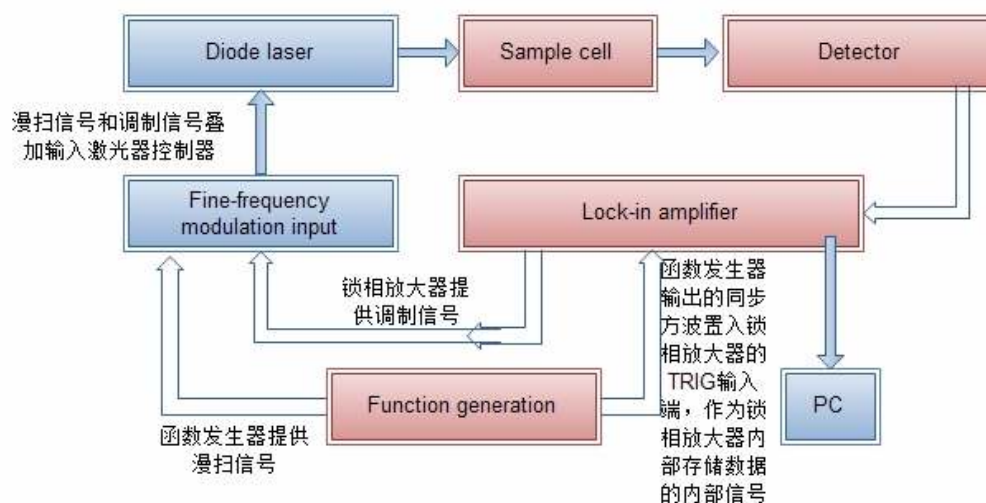 Diode laser
Sample cell
Detector
漫扫信号和调制信号叠
加输入激光器控制器
Fine-frequency
modulation input
Lock-in amplifier
锁相放大器提
供调制信号
函数发生器
输出的同步
方波置入锁
相放大器的
TRIG输入
端，作为锁
相放大器内
部存储数据
的内部信号
Function generation
PC
函数发生器提供
漫扫信号